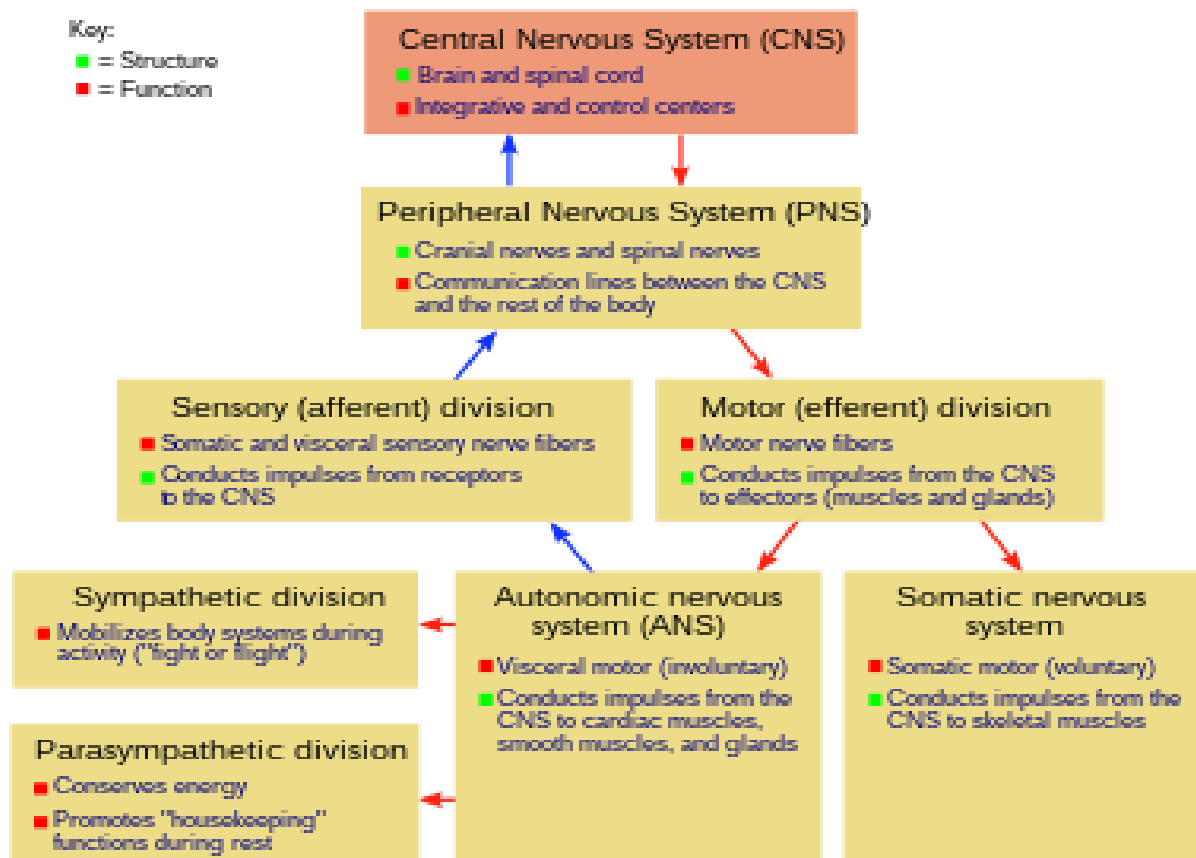 Key:
= Structure
= Function
Central Nervous System (CNS)
Brain and spinal cord
Integrative and control centers
Peripheral Nervous System (PNS)
Cranial nerves and spinal nerves
Communication lines between the CNS
and the rest of the body
Sensory (afferent) division
Somatic and visceral sensory nerve fibers
Conducts impulses from receptors
to the CNS
Motor (efferent) division
Motor nerve fibers
Conducts impulses from the CNS
to effectors (muscles and glands)
Sympathetic division
Mobilizes body systems during
activity ("fight or flight")
Autonomic nervous
system (ANS)
Visceral motor (involuntary)
Conducts impulses from the
CNS to cardiac muscles,
smooth muscles, and glands
Somatic nervous
system
Somatic motor (voluntary)
Conducts impulses from the
CNS to skeletal muscles
Parasympathetic division
Conserves energy
Promotes "housekeeping"
functions during rest